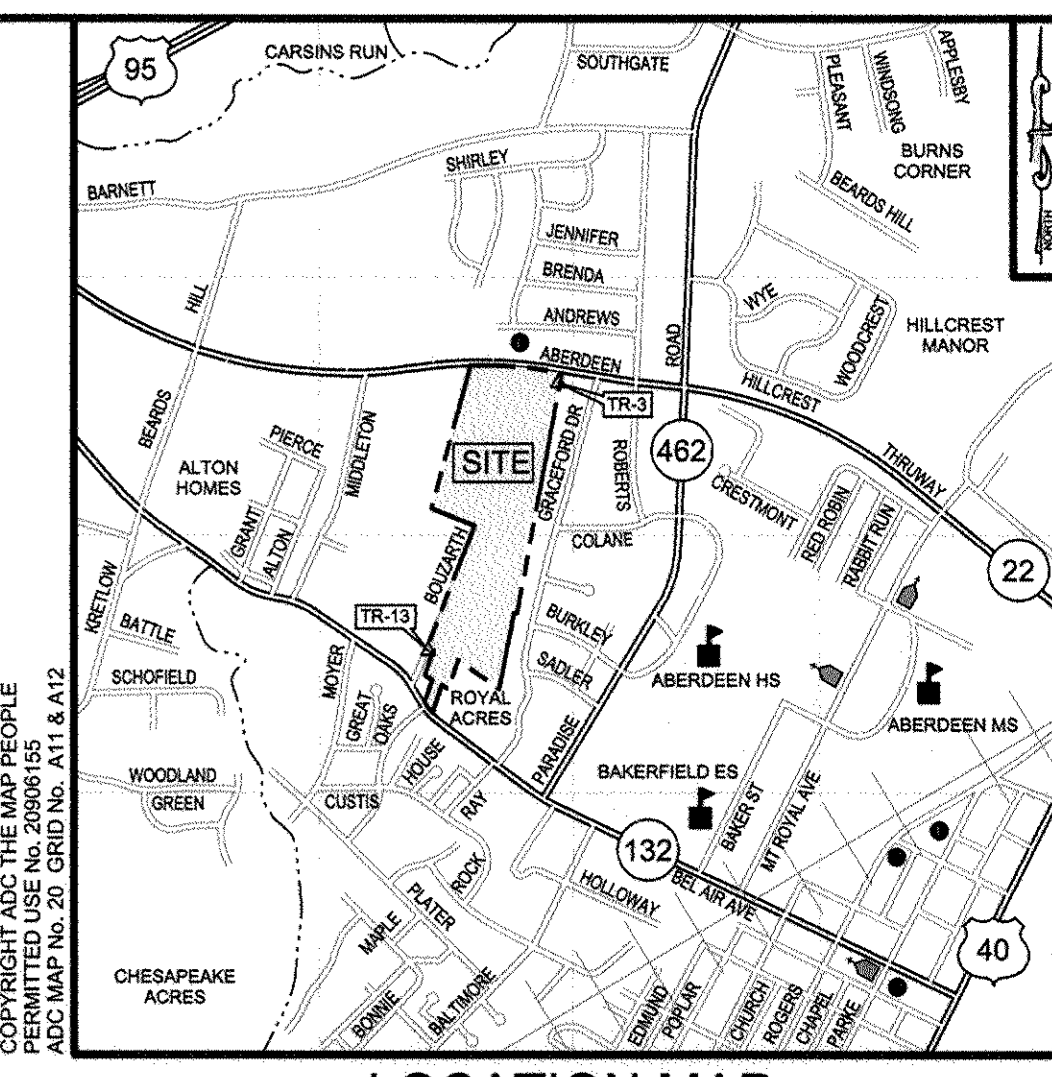 95
CARSINS RUN
SOUTHGATE
PLEASANT
WINDSONG
APPLESBY
BURNS
CORNER
BEARDS HILL
SHIRLEY
BARNETT
JENNIFER
BRENDA
ANDREWS
HILL
BEARDS
ABERDEEN
ROAD
WYE
WOODCREST
HILLCREST
MANOR
HILLCREST
THRUWAY
TR-3
SITE
GRACEFORD DR
ROBERTS
462
MIDDLETON
PIERCE
ALTON
HOMES
GRANT
ALTON
CRESTMONT
RED ROBIN
RABBIT RUN
22
COLANE
BOUZARTH
KRETLOW
BATTLE
TR-13
BURKLEY
SADLER
ABERDEEN HS
ABERDEEN MS
SCHOFIELD
MOYER
GREAT
OAKS
ROYAL
ACRES
HOUSE
PARADISE
BAKERFIELD ES
BAKER ST
MT ROYAL AVE
WOODLAND
GREEN
CUSTIS
RAY
ROCK
132
BEL AIR AVE
HOLLOWAY
PLATER
MAPLE
40
CHESAPEAKE
ACRES
BONNIE
BALTIMORE
EDMUND
POPLAR
CHURCH
ROGERS
CHAPEL
PARKE
COPYRIGHT ADC THE MAP PEOPLE
PERMITTED USE No. 20906155
ADC MAP No. 20 GRID No. A11 & A12